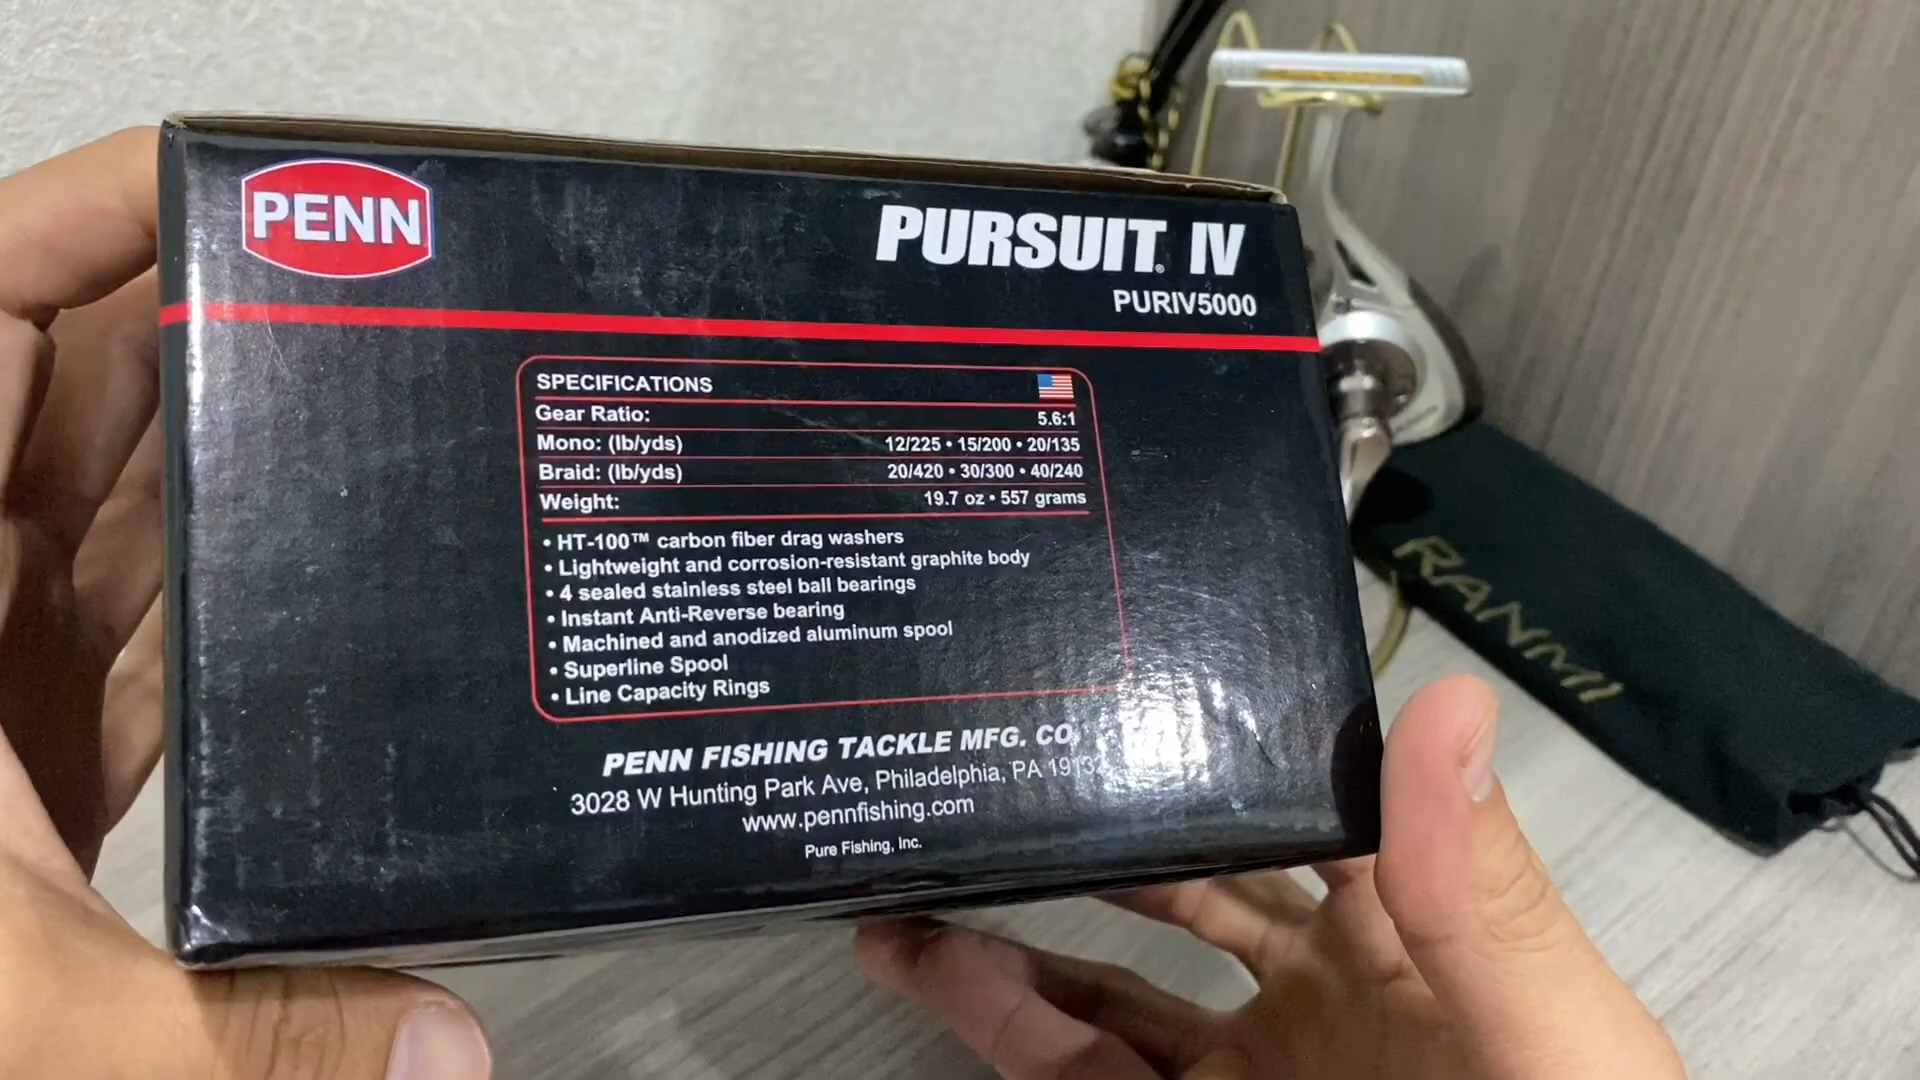 PENN
PURSUIT® IV
PURIV5000
SPECIFICATIONS
Gear Ratio: 5.6:1
Mono: (lb/yds) 12/225 • 15/200 • 20/135
Braid: (lb/yds) 20/420 • 30/300 • 40/240
Weight: 19.7 oz • 557 grams
• HT-100™ carbon fiber drag washers
• Lightweight and corrosion-resistant graphite body
• 4 sealed stainless steel ball bearings
• Instant Anti-Reverse bearing
• Machined and anodized aluminum spool
• Superline Spool
• Line Capacity Rings
PENN FISHING TACKLE MFG. CO.
3028 W Hunting Park Ave, Philadelphia, PA 19132
www.pennfishing.com
Pure Fishing, Inc.
RANMI